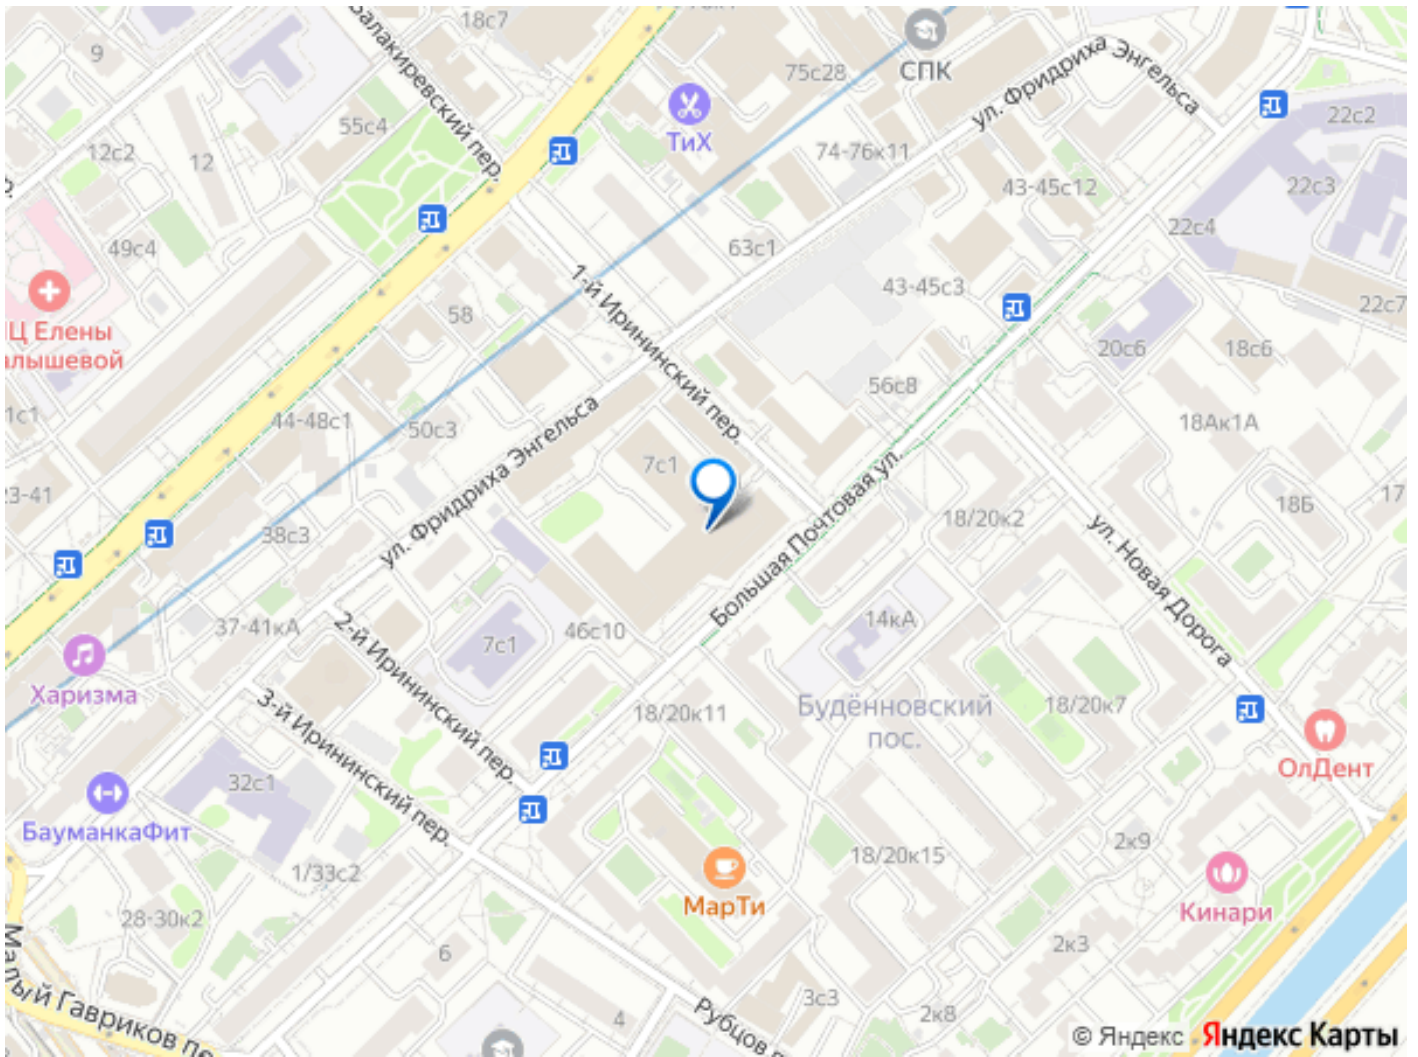 18с7
9
Балакиревский пер.
55с4
12с2
12
49с4
ТиХ
75с28
СПК
ул. Фридриха Энгельса
74-76к11
43-45с12
22с2
22с3
22с4
22с7
63с1
43-45с3
1-й Ирининский пер.
58
56с8
20с6
18с6
18Ак1А
Ц Елены
алышевой
44-48с1
50с3
ул. Фридриха Энгельса
7с1
Большая Почтовая ул.
18/20к2
18Б
17
23-41
38с3
ул. Новая Дорога
37-41кА
2-й Ирининский пер.
7с1
46с10
14кА
Харизма
3-й Ирининский пер.
18/20к11
Будённовский
пос.
18/20к7
ОлДент
32с1
БауманкаФит
1/33с2
18/20к15
2к9
28-30к2
МарТи
Кинари
6
2к3
Малый Гавриков пе
4
Рубцов п
3с3
2к8
© Яндекс Яндекс Карты